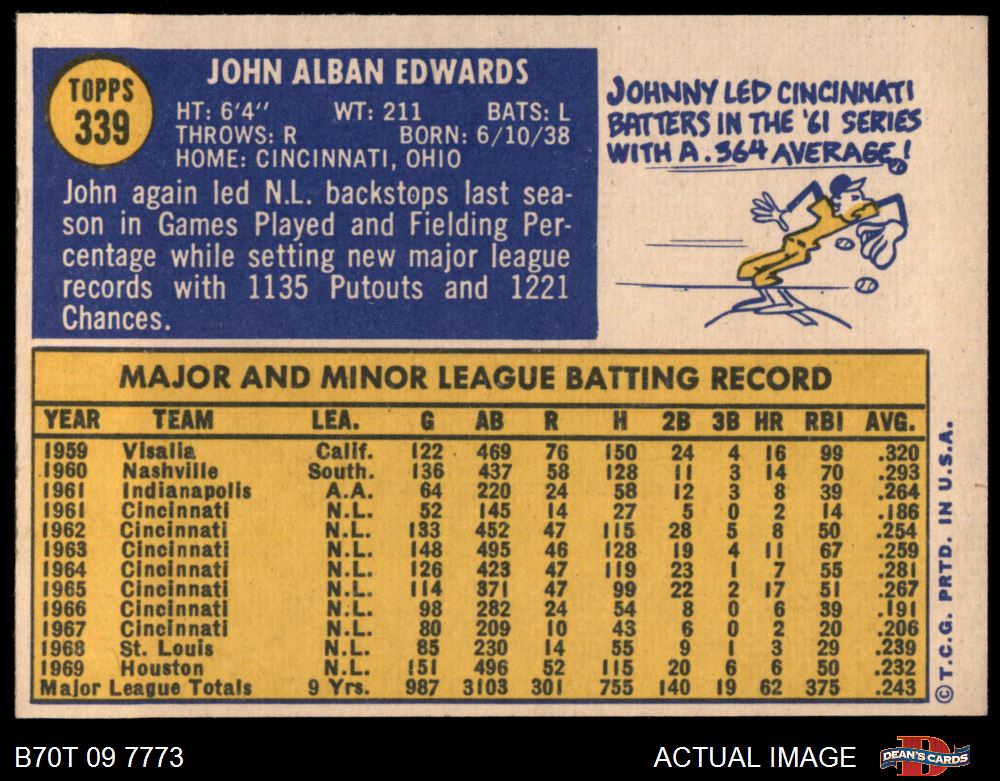 TOPPS
339
JOHN ALBAN EDWARDS
HT: 6'4" WT: 211 BATS: L
THROWS: R BORN: 6/10/38
HOME: CINCINNATI, OHIO
John again led N.L. backstops last sea-
son in Games Played and Fielding Per-
centage while setting new major league
records with 1135 Putouts and 1221
Chances.
JOHNNY LED CINCINNATI
BATTERS IN THE '61 SERIES
WITH A .364 AVERAGE!
MAJOR AND MINOR LEAGUE BATTING RECORD
YEAR TEAM LEA. G AB R H 2B 3B HR RBI AVG.
1959 Visalia Calif. 122 469 76 150 24 4 16 99 .320
1960 Nashville South. 136 437 58 128 11 3 14 70 .293
1961 Indianapolis A.A. 64 220 24 58 12 3 8 39 .264
1961 Cincinnati N.L. 52 145 14 27 5 0 2 14 .186
1962 Cincinnati N.L. 133 452 47 115 28 5 8 50 .254
1963 Cincinnati N.L. 148 495 46 128 19 4 11 67 .259
1964 Cincinnati N.L. 126 423 47 119 23 1 7 55 .281
1965 Cincinnati N.L. 114 371 47 99 22 2 17 51 .267
1966 Cincinnati N.L. 98 282 24 54 8 0 6 39 .191
1967 Cincinnati N.L. 80 209 10 43 6 0 2 20 .206
1968 St. Louis N.L. 85 230 14 55 9 1 3 29 .239
1969 Houston N.L. 151 496 52 115 20 6 6 50 .232
Major League Totals 9 Yrs. 987 3103 301 755 140 19 62 375 .243
© T.C.G. PRTD. IN U.S.A.
B70T 09 7773
ACTUAL IMAGE
DEAN'S CARDS